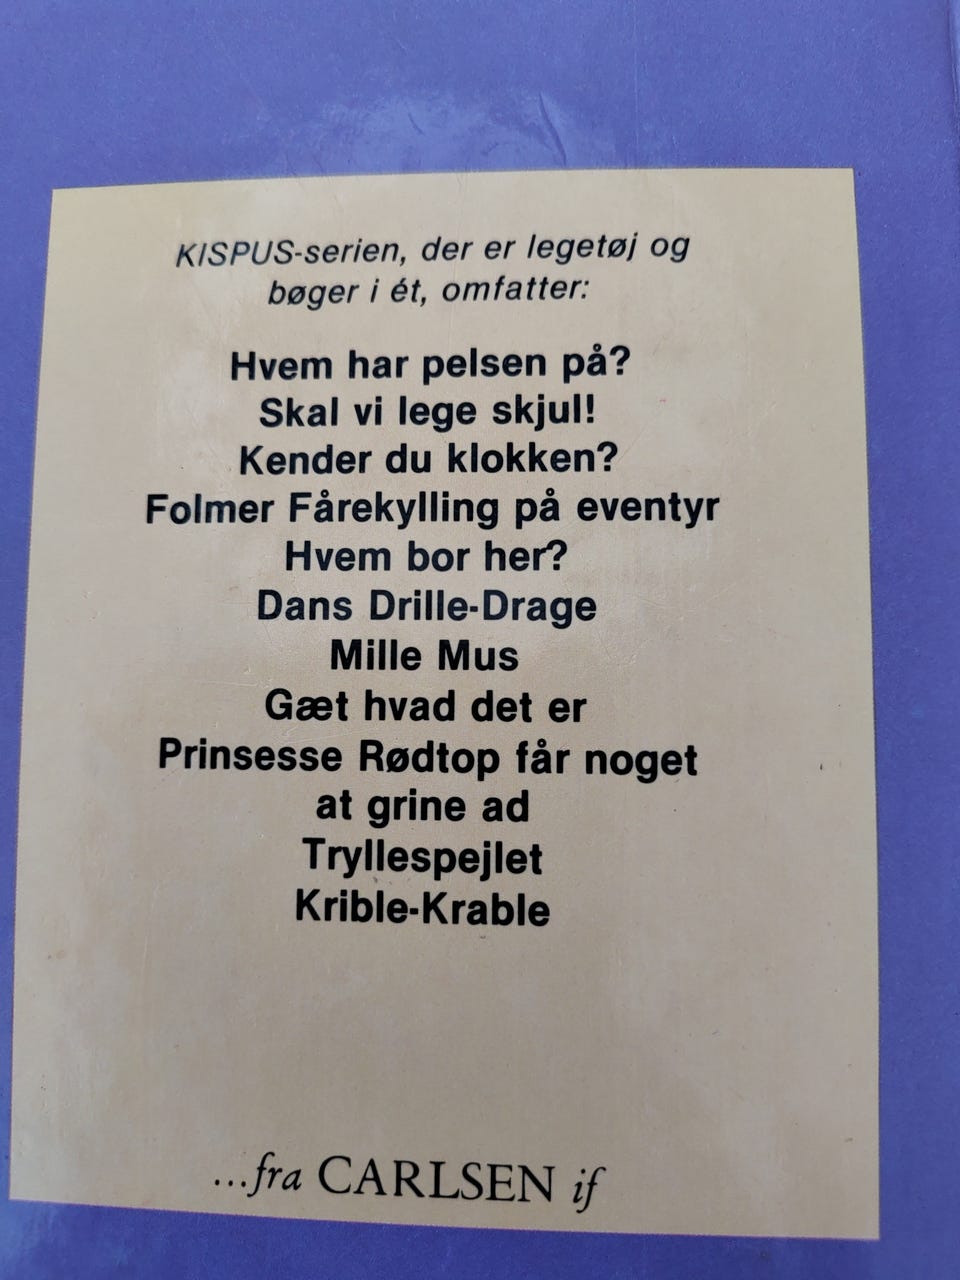 KISPUS-serien, der er legetøj og
bøger i ét, omfatter:
Hvem har pelsen på?
Skal vi lege skjul!
Kender du klokken?
Folmer Fårekylling på eventyr
Hvem bor her?
Dans Drille-Drage
Mille Mus
Gæt hvad det er
Prinsesse Rødtop får noget
at grine ad
Tryllespejlet
Krible-Krable
...fra CARLSEN if